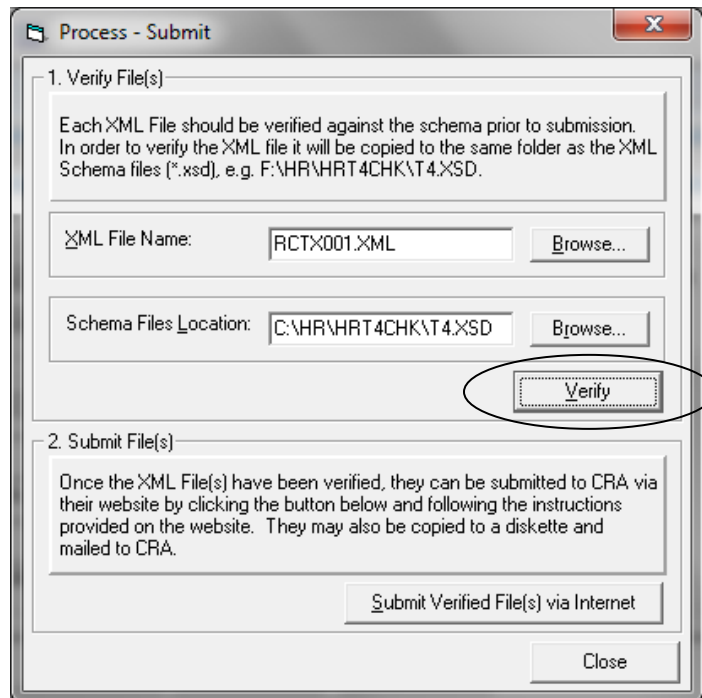 Process - Submit
1. Verify File(s)
Each XML File should be verified against the schema prior to submission.
In order to verify the XML file it will be copied to the same folder as the XML
Schema files (*.xsd), e.g. F:\HR\HRT4CHK\T4.XSD.
XML File Name: RCTX001.XML Browse...
Schema Files Location: C:\HR\HRT4CHK\T4.XSD Browse...
Verify
2. Submit File(s)
Once the XML File(s) have been verified, they can be submitted to CRA via
their website by clicking the button below and following the instructions
provided on the website. They may also be copied to a diskette and
mailed to CRA.
Submit Verified File(s) via Internet
Close